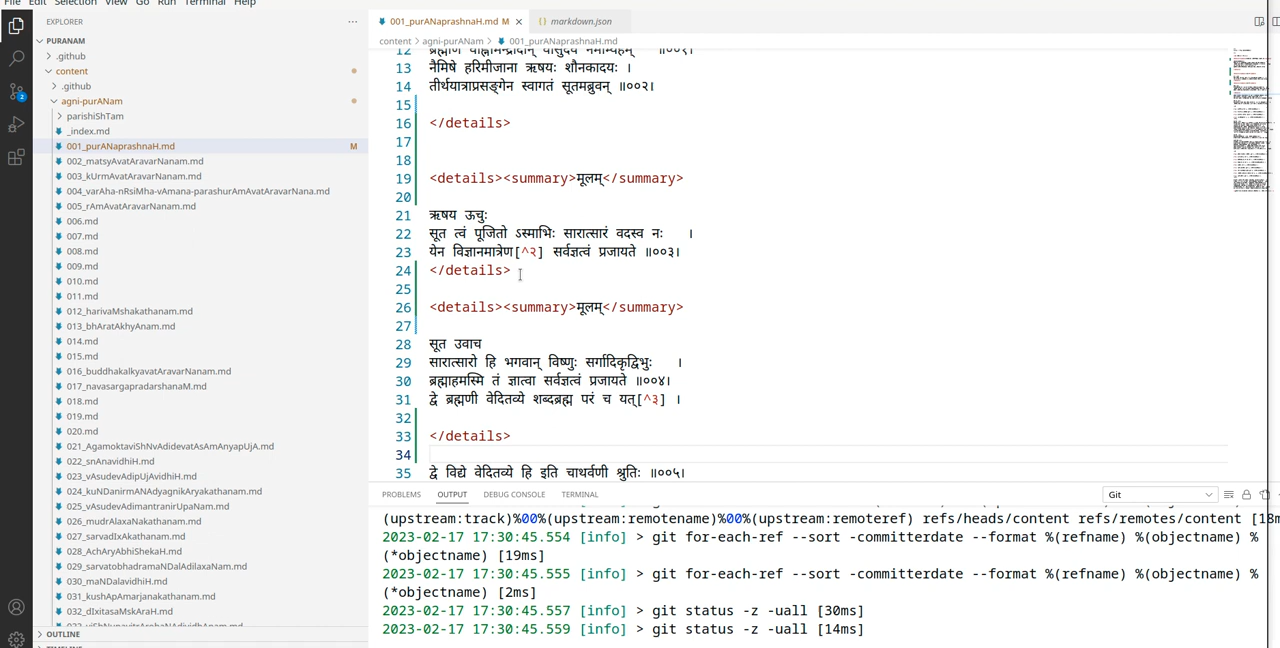 File Edit Selection View Go Run Terminal Help
EXPLORER
PURANAM
.github
content
.github
agni-purANam
parishiShTam
_index.md
001_purANaprashnaH.md M
002_matsyAvatAravarNanam.md
003_kUrmAvatAravarNanam.md
004_varAha-nRsiMha-vAmana-parashurAmAvatAravarNana.md
005_rAmAvatAravarNanam.md
006.md
007.md
008.md
009.md
010.md
011.md
012_harivaMshakathanam.md
013_bhAratAkhyAnam.md
014.md
015.md
016_buddhakalkyavatAravarNanam.md
017_navasargapradarshanaM.md
018.md
019.md
020.md
021_AgamoktaviShNvAdidevatAsAmAnyapUjA.md
022_snAnavidhiH.md
023_vAsudevAdipUjAvidhiH.md
024_kuNDanirmANAdyagnikAryakathanam.md
025_vAsudevAdimantranirUpaNam.md
026_mudrAlaxaNakathanam.md
027_sarvadIxAkathanam.md
028_AchAryAbhiShekaH.md
029_sarvatobhadramaNDalAdilaxaNam.md
030_maNDalavidhiH.md
031_kushApAmarjanakathanam.md
032_dIxitasaMskAraH.md
OUTLINE
2
001_purANaprashnaH.md M
markdown.json
content > agni-purANam > 001_purANaprashnaH.md
12
13 नैमिषे हरिमीजाना ऋषयः शौनकादयः ।
14 तीर्थयात्राप्रसङ्गेन स्वागतं सूतमब्रुवन् ॥००२।
15
16 </details>
17
18
19 <details><summary>मूलम्</summary>
20
21 ऋषय ऊचुः
22 सूत त्वं पूजितो ऽस्माभिः सारात्सारं वदस्व नः ।
23 येन विज्ञानमात्रेण[^२] सर्वज्ञत्वं प्रजायते ॥००३।
24 </details>
25
26 <details><summary>मूलम्</summary>
27
28 सूत उवाच
29 सारात्सारो हि भगवान् विष्णुः सर्गादिकृद्विभुः ।
30 ब्रह्माहमस्मि तं ज्ञात्वा सर्वज्ञत्वं प्रजायते ॥००४।
31 द्वे ब्रह्मणी वेदितव्ये शब्दब्रह्म परं च यत्[^३] ।
32
33 </details>
34
35 द्वे विद्ये वेदितव्ये हि इति चाथर्वणी श्रुतिः ॥००५।
PROBLEMS OUTPUT DEBUG CONSOLE TERMINAL Git
(upstream:track)%00%(upstream:remotename)%00%(upstream:remoteref) refs/heads/content refs/remotes/content [18m
2023-02-17 17:30:45.554 [info] > git for-each-ref --sort -committerdate --format %(refname) %(objectname) %
(*objectname) [19ms]
2023-02-17 17:30:45.555 [info] > git for-each-ref --sort -committerdate --format %(refname) %(objectname) %
(*objectname) [2ms]
2023-02-17 17:30:45.557 [info] > git status -z -uall [30ms]
2023-02-17 17:30:45.559 [info] > git status -z -uall [14ms]